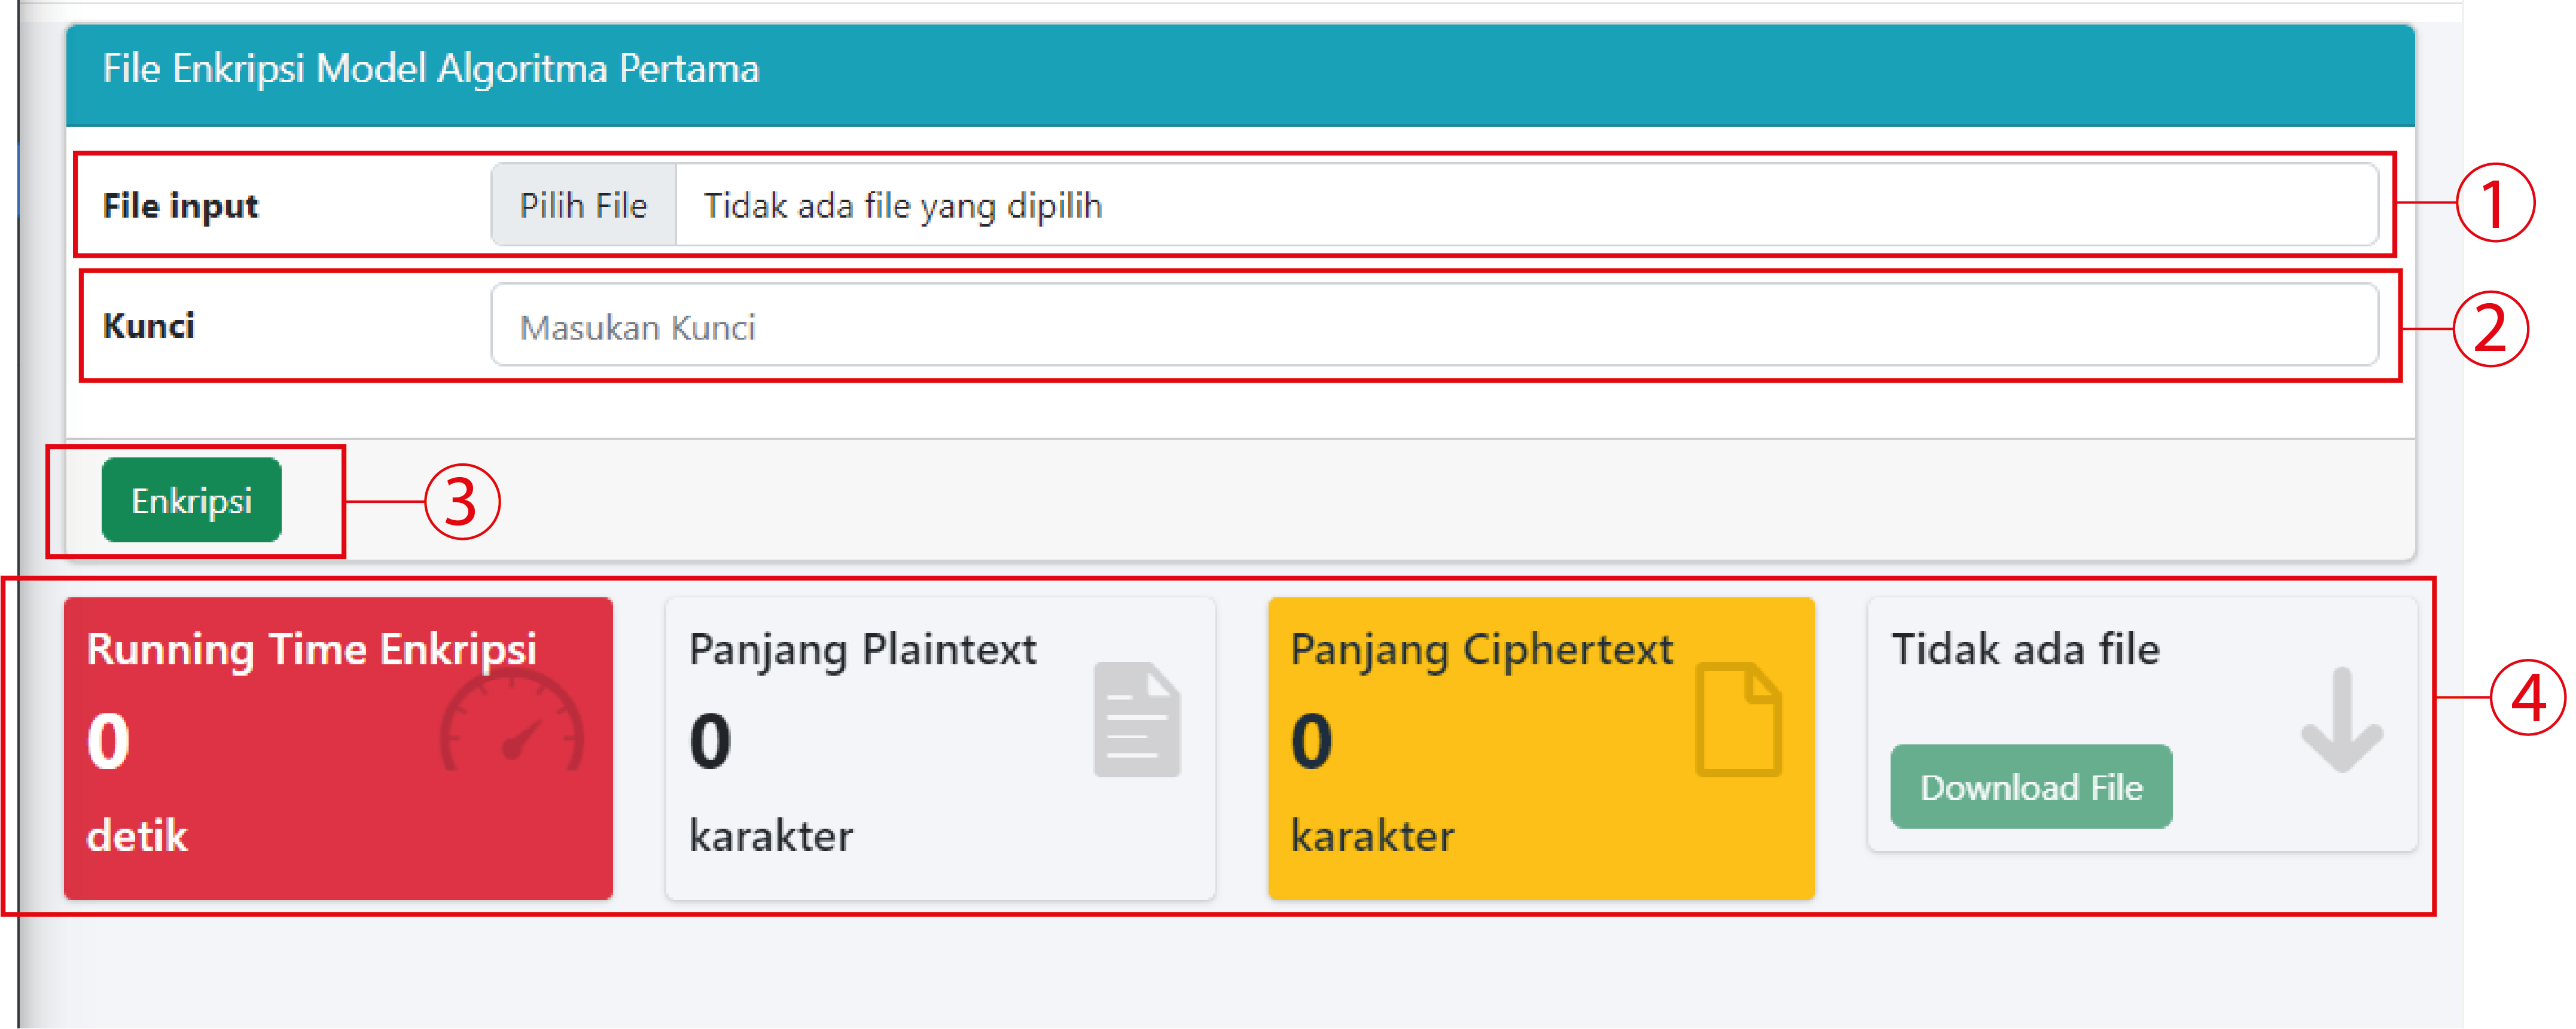 File Enkripsi Model Algoritma Pertama
File input Pilih File Tidak ada file yang dipilih 1
Kunci Masukan Kunci 2
Enkripsi 3
Running Time Enkripsi
0
detik
Panjang Plaintext
0
karakter
Panjang Ciphertext
0
karakter
Tidak ada file
Download File
4